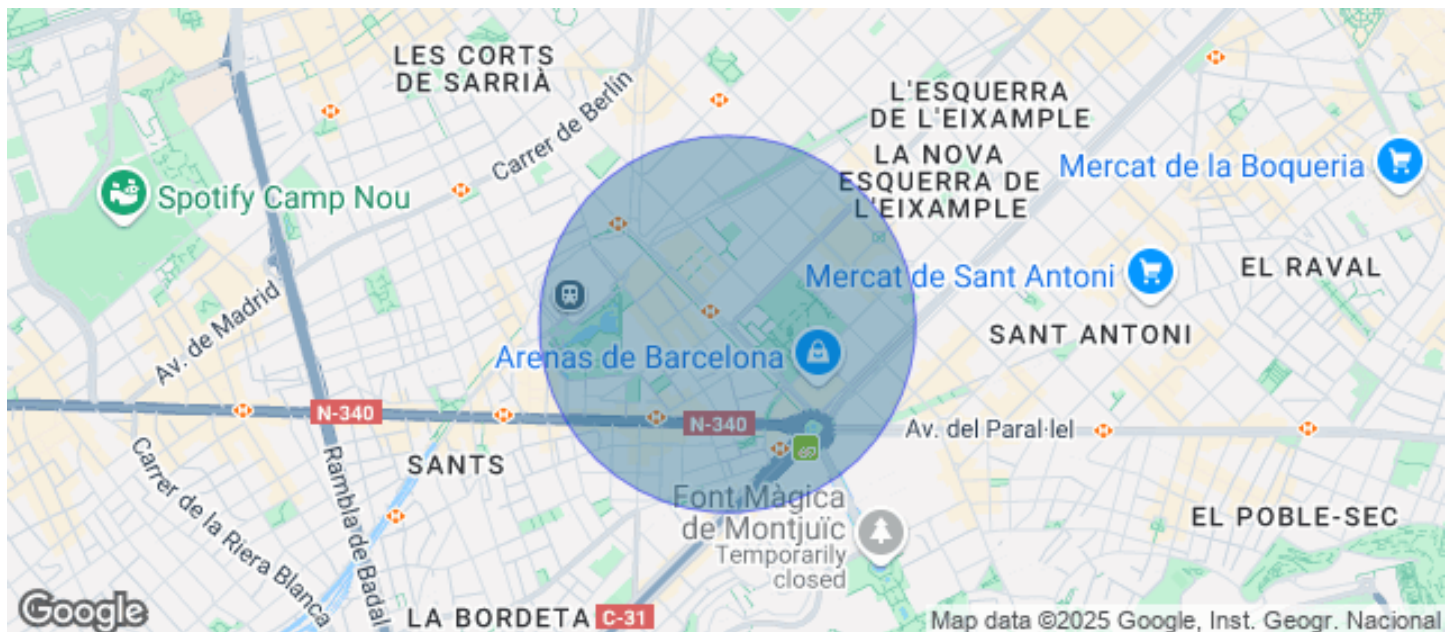 LES CORTS
DE SARRIÀ
Carrer de Berlín
L'ESQUERRA
DE L'EIXAMPLE
LA NOVA
ESQUERRA DE
L'EIXAMPLE
Mercat de la Boqueria
Spotify Camp Nou
Mercat de Sant Antoni
EL RAVAL
Av. de Madrid
SANT ANTONI
Arenas de Barcelona
N-340
N-340
Av. del Paral·lel
SANTS
Carrer de la Riera Blanca
Rambla de Badal
Font Màgica
de Montjuïc
Temporarily
closed
EL POBLE-SEC
LA BORDETA
C-31
Google
Map data ©2025 Google, Inst. Geogr. Nacional